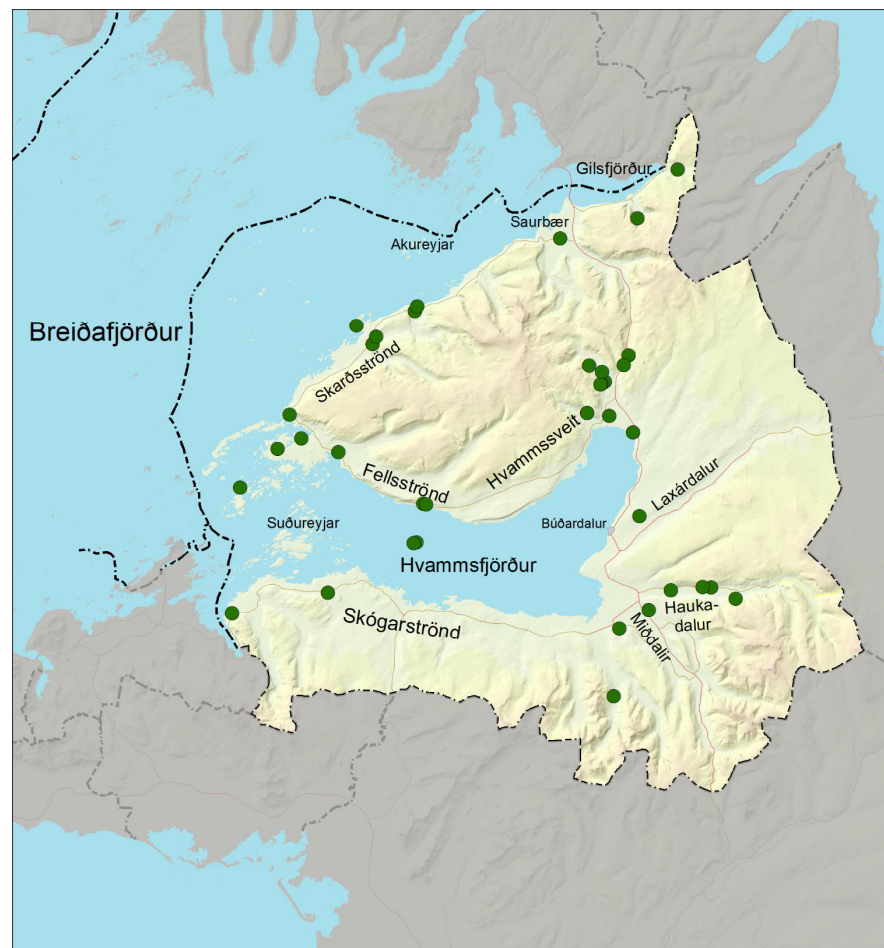 Gilsfjörður
Saurbær
Akureyjar
Breiðafjörður
Skarðsströnd
Hvammssveit
Fellsströnd
Laxárdalur
Suðureyjar
Búðardalur
Hvammsfjörður
Hauka-
dalur
Skógarströnd
Miðdalir